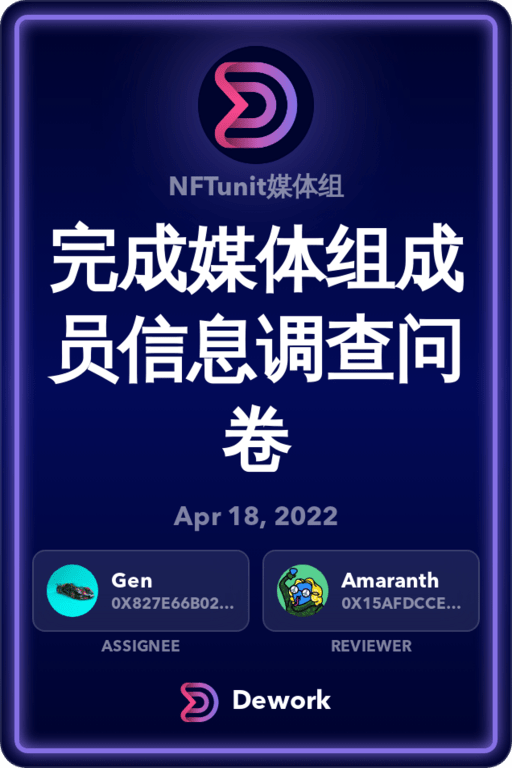 NFTunit媒体组
完成媒体组成
员信息调查问
卷
Apr 18, 2022
Gen
0X827E66B02...
ASSIGNEE
Amaranth
0X15AFDCCE...
REVIEWER
Dework